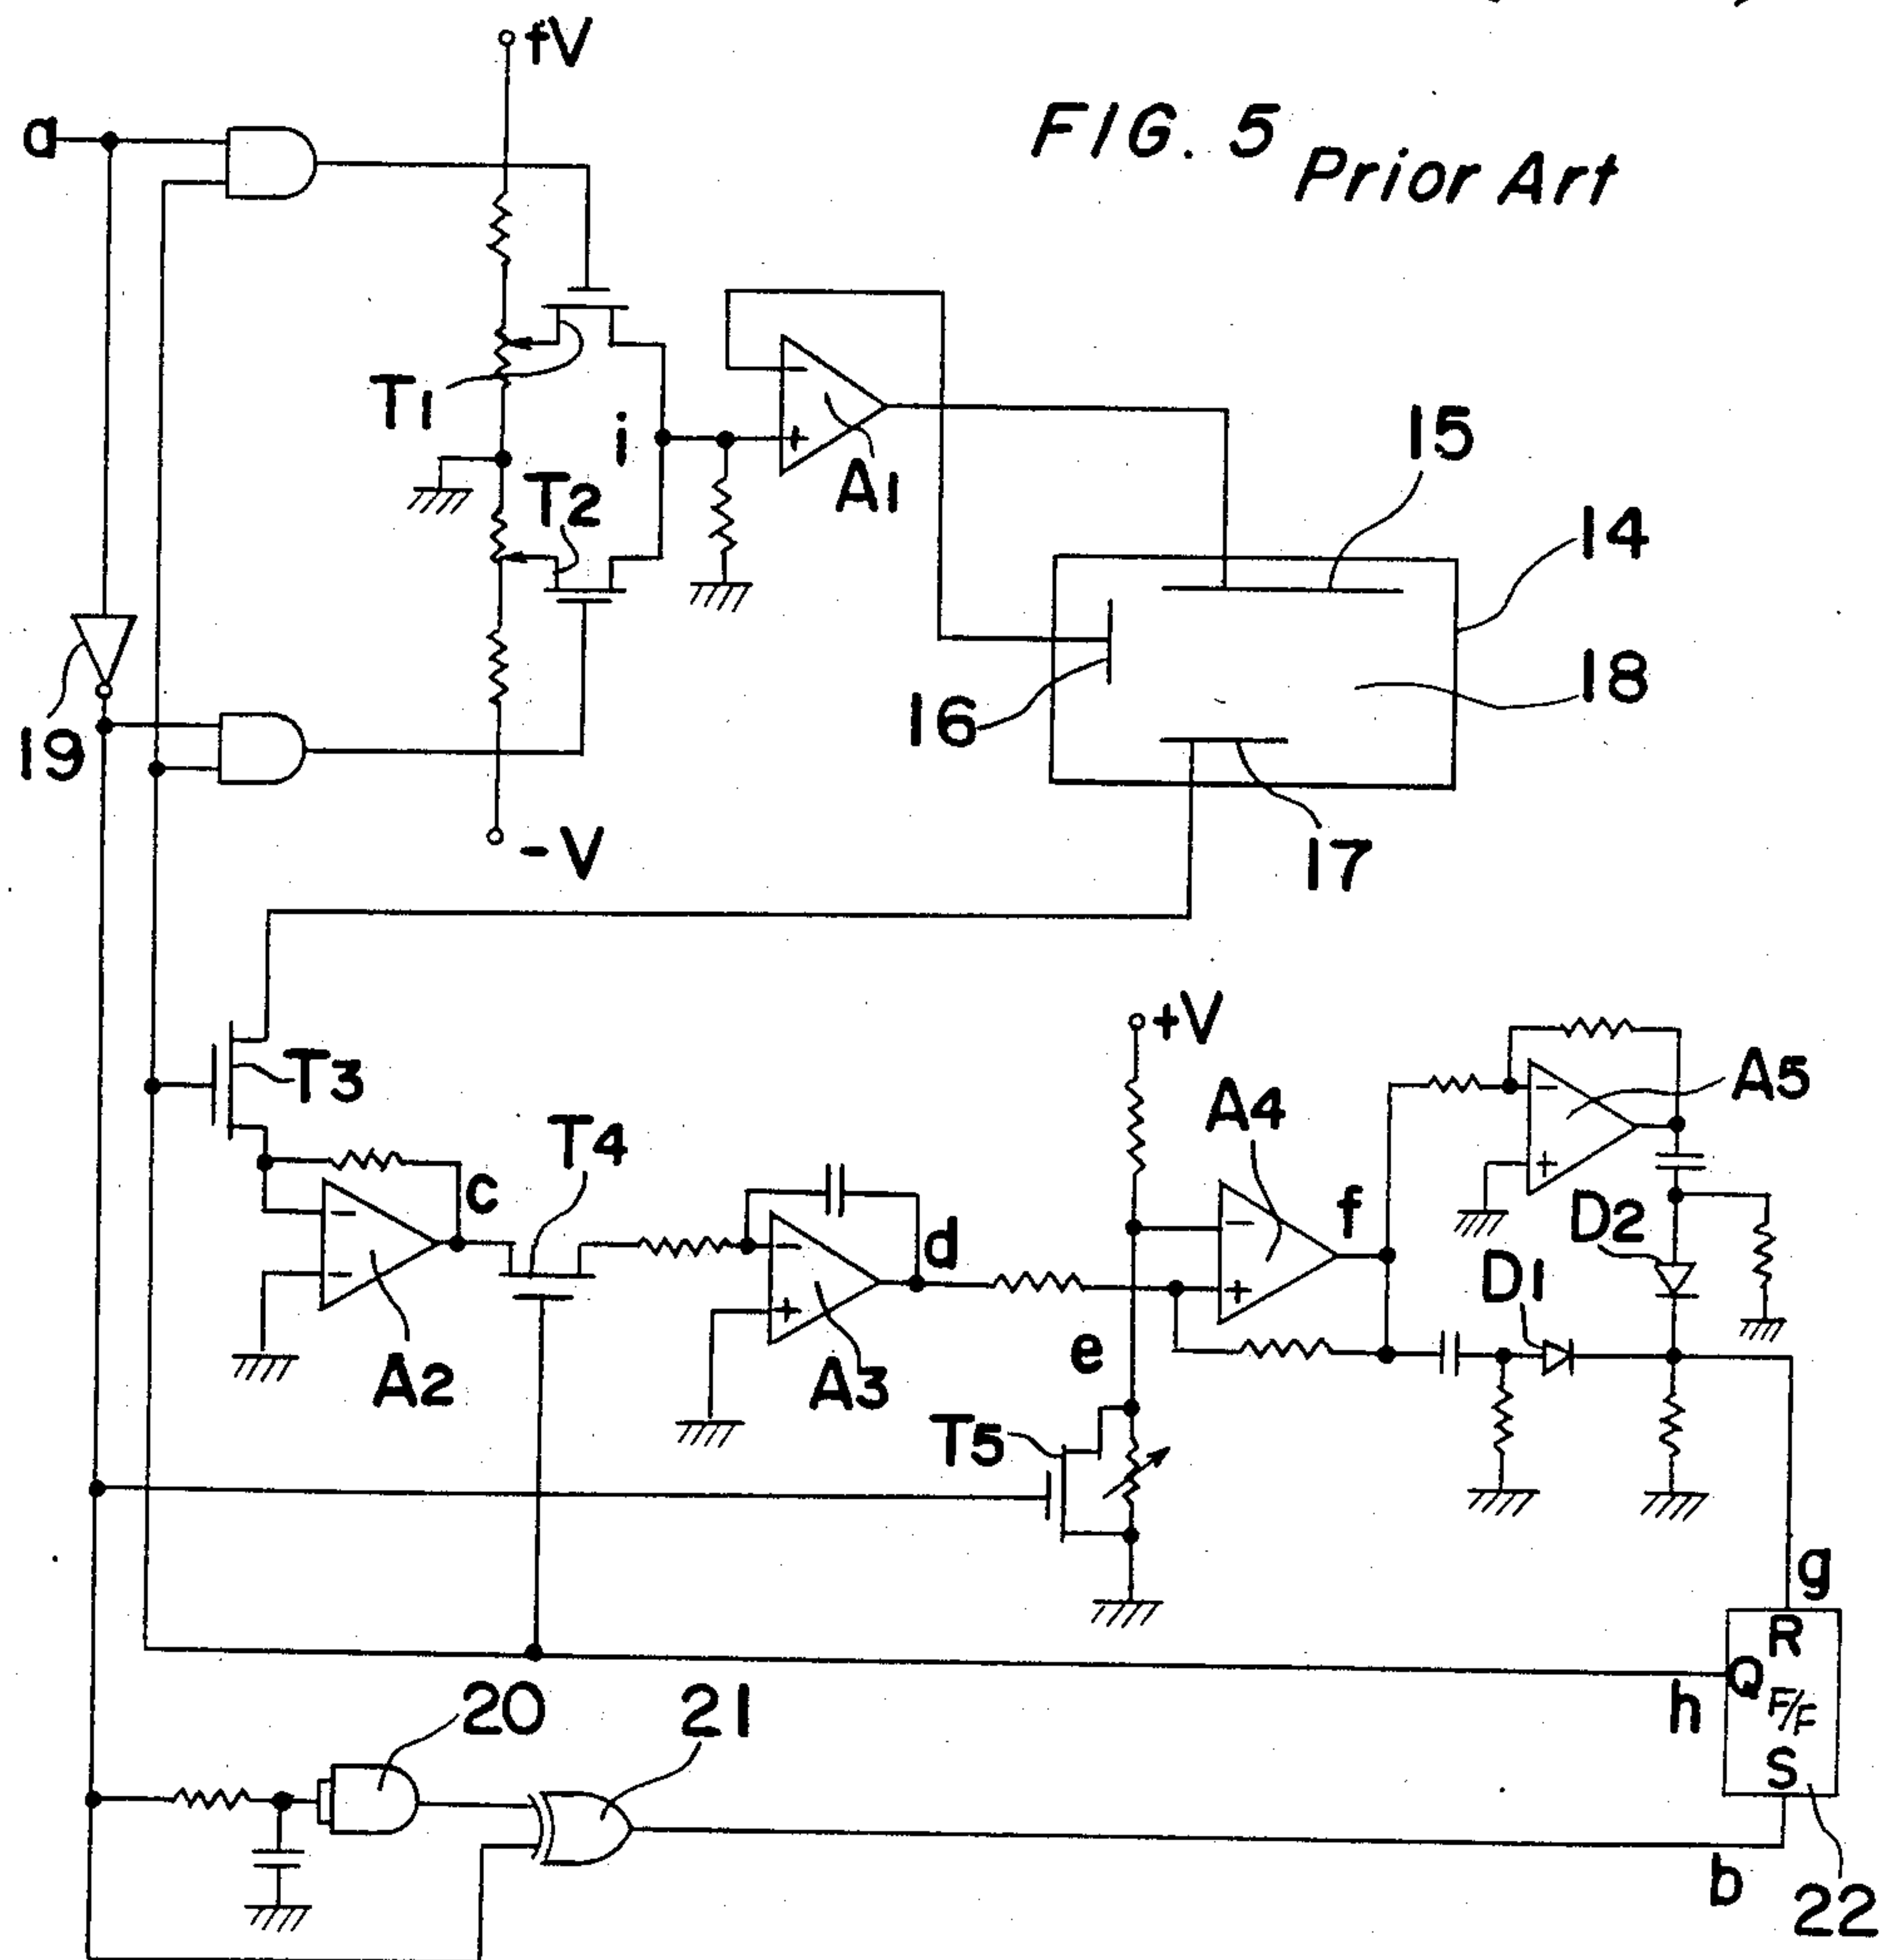 +V
a
FIG. 5
Prior Art
T1
i
T2
A1
15
14
16
18
19
-V
17
+V
T3
T4
A4
A5
c
-
+
d
f
D2
D1
A2
A3
e
T5
g
R
Q
F/F
S
h
20
21
b
22